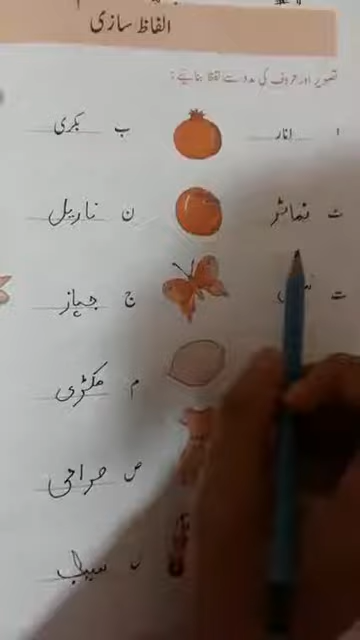 الفاظ سازی
تصویر اور حروف کی مدد سے لفظ بنائیے:
ا انار
ب بکری
ث ٹماٹر
ن ناریل
ت
ج جہاز
م مکڑی
ص صراحی
سیب